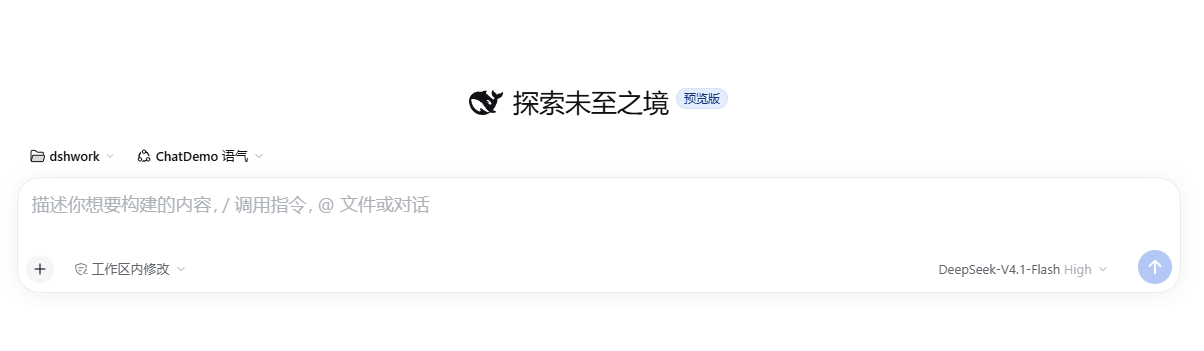 探索未至之境 预览版
dshwork ChatDemo 语气
描述你想要构建的内容, / 调用指令, @ 文件或对话
工作区内修改 DeepSeek-V4.1-Flash High